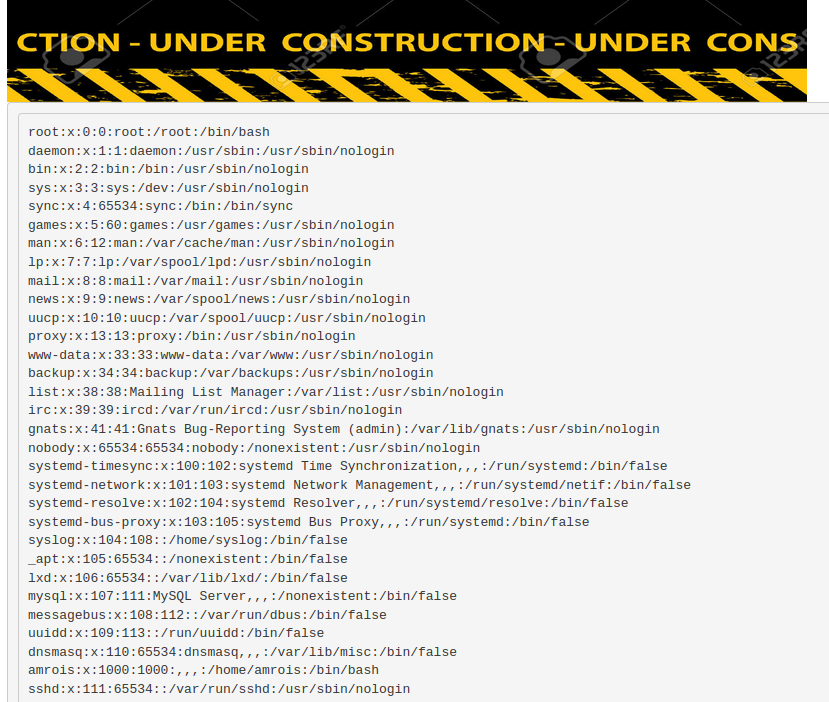 CTION - UNDER CONSTRUCTION - UNDER CONS
root:x:0:0:root:/root:/bin/bash
daemon:x:1:1:daemon:/usr/sbin:/usr/sbin/nologin
bin:x:2:2:bin:/bin:/usr/sbin/nologin
sys:x:3:3:sys:/dev:/usr/sbin/nologin
sync:x:4:65534:sync:/bin:/bin/sync
games:x:5:60:games:/usr/games:/usr/sbin/nologin
man:x:6:12:man:/var/cache/man:/usr/sbin/nologin
lp:x:7:7:lp:/var/spool/lpd:/usr/sbin/nologin
mail:x:8:8:mail:/var/mail:/usr/sbin/nologin
news:x:9:9:news:/var/spool/news:/usr/sbin/nologin
uucp:x:10:10:uucp:/var/spool/uucp:/usr/sbin/nologin
proxy:x:13:13:proxy:/bin:/usr/sbin/nologin
www-data:x:33:33:www-data:/var/www:/usr/sbin/nologin
backup:x:34:34:backup:/var/backups:/usr/sbin/nologin
list:x:38:38:Mailing List Manager:/var/list:/usr/sbin/nologin
irc:x:39:39:ircd:/var/run/ircd:/usr/sbin/nologin
gnats:x:41:41:Gnats Bug-Reporting System (admin):/var/lib/gnats:/usr/sbin/nologin
nobody:x:65534:65534:nobody:/nonexistent:/usr/sbin/nologin
systemd-timesync:x:100:102:systemd Time Synchronization,,,:/run/systemd:/bin/false
systemd-network:x:101:103:systemd Network Management,,,:/run/systemd/netif:/bin/false
systemd-resolve:x:102:104:systemd Resolver,,,:/run/systemd/resolve:/bin/false
systemd-bus-proxy:x:103:105:systemd Bus Proxy,,,:/run/systemd:/bin/false
syslog:x:104:108::/home/syslog:/bin/false
_apt:x:105:65534::/nonexistent:/bin/false
lxd:x:106:65534::/var/lib/lxd/:/bin/false
mysql:x:107:111:MySQL Server,,,:/nonexistent:/bin/false
messagebus:x:108:112::/var/run/dbus:/bin/false
uuidd:x:109:113::/run/uuidd:/bin/false
dnsmasq:x:110:65534:dnsmasq,,,:/var/lib/misc:/bin/false
amrois:x:1000:1000:,,,:/home/amrois:/bin/bash
sshd:x:111:65534::/var/run/sshd:/usr/sbin/nologin